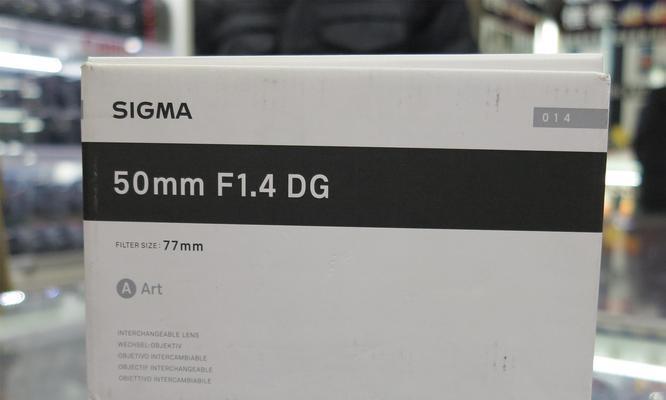 SIGMA
014
50mm F1.4 DG
FILTER SIZE: 77mm
A Art
INTERCHANGEABLE LENS
WECHSEL-OBJEKTIV
OBJETIVO INTERCAMBIABLE
OBJECTIF INTERCHANGEABLE
OBIETTIVO INTERCAMBIABILE